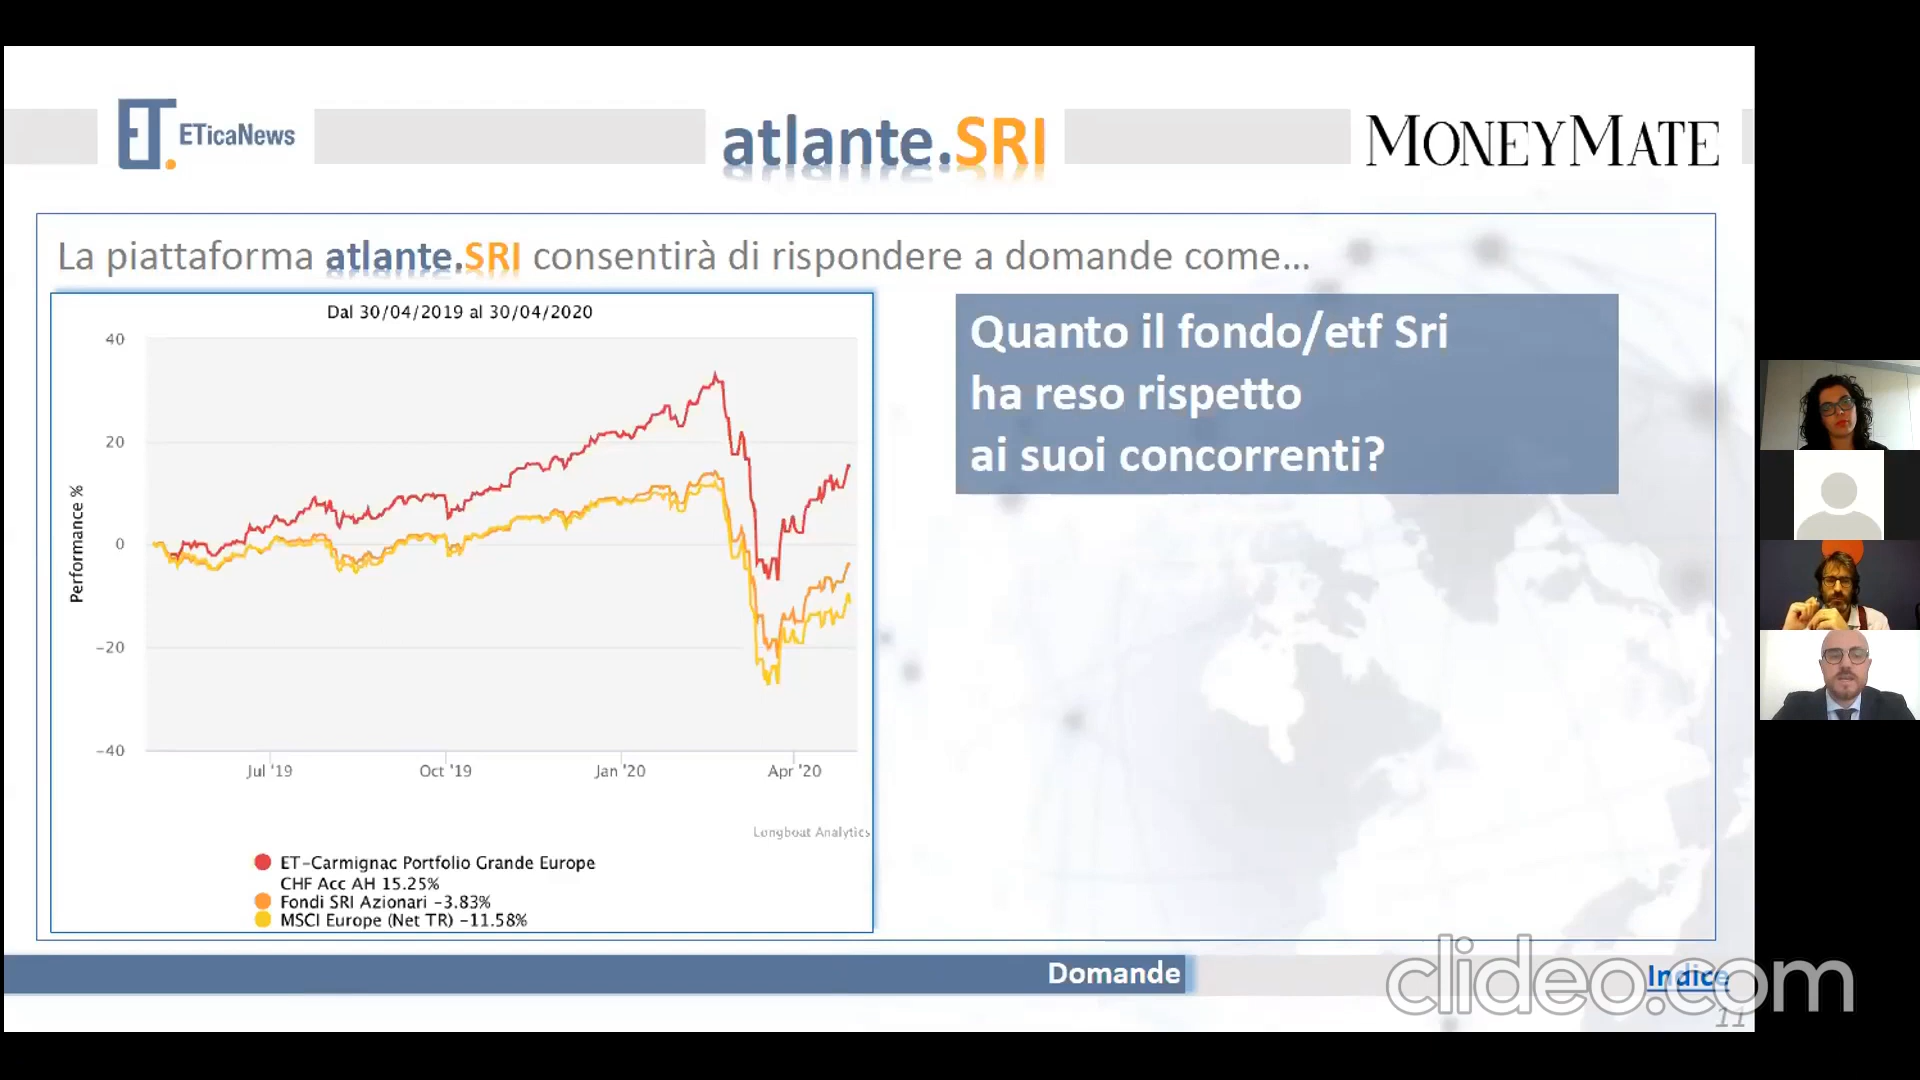 ET.
ETicaNews
atlante.SRI
MONEYMATE
La piattaforma atlante.SRI consentirà di rispondere a domande come...
Dal 30/04/2019 al 30/04/2020
40
20
0
-20
-40
Performance %
Jul '19
Oct '19
Jan '20
Apr '20
Longboat Analytics
ET-Carmignac Portfolio Grande Europe
CHF Acc AH 15.25%
Fondi SRI Azionari -3.83%
MSCI Europe (Net TR) -11.58%
Quanto il fondo/etf Sri
ha reso rispetto
ai suoi concorrenti?
Domande
Indice
clideo.com
11